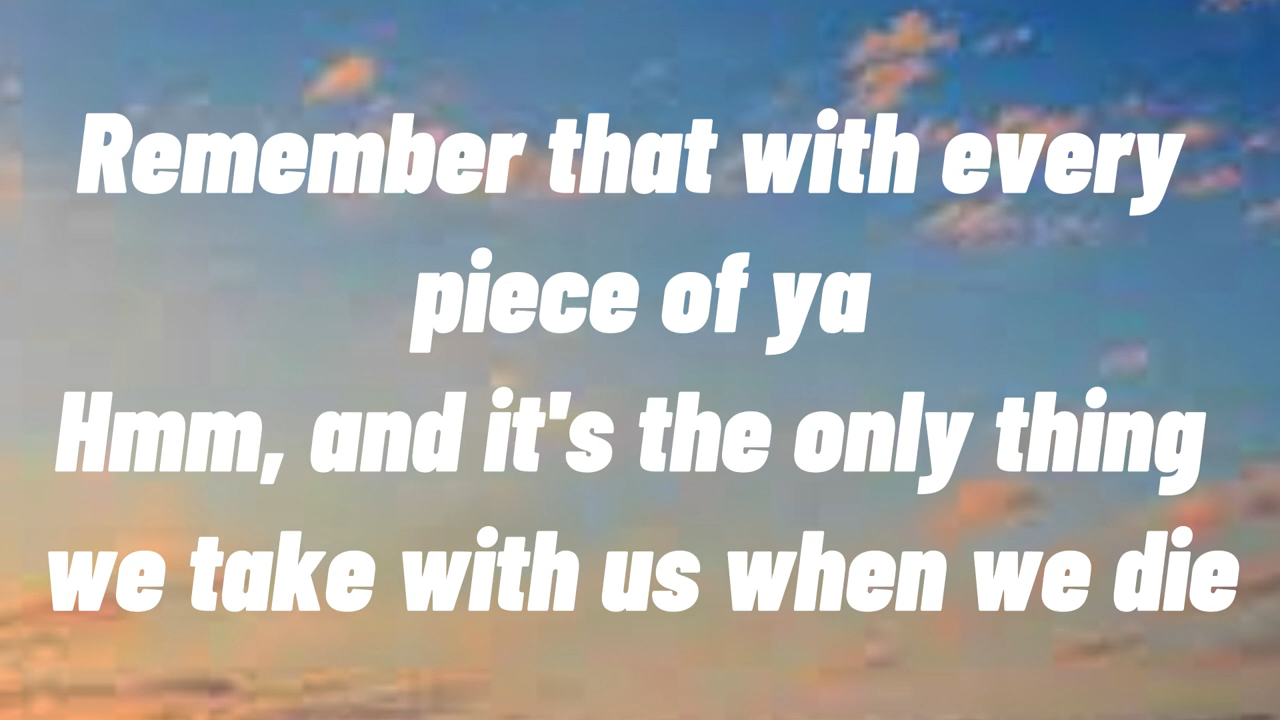 Remember that with every
piece of ya
Hmm, and it's the only thing
we take with us when we die